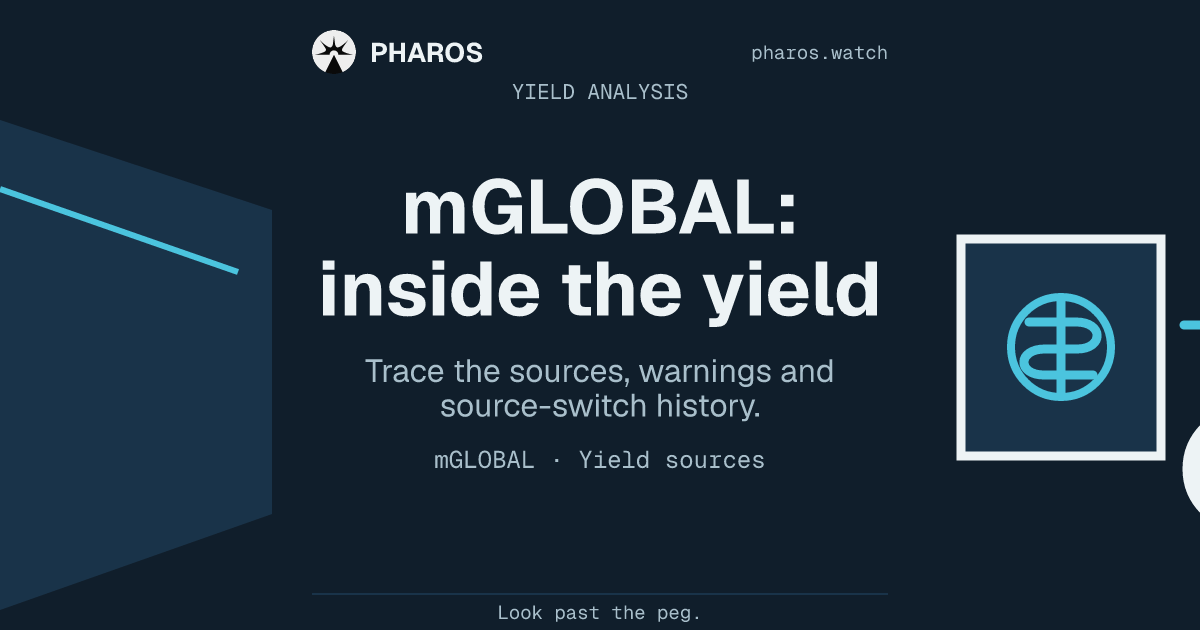 PHAROS
pharos.watch
YIELD ANALYSIS
mGLOBAL:
inside the yield
Trace the sources, warnings and
source-switch history.
mGLOBAL · Yield sources
Look past the peg.